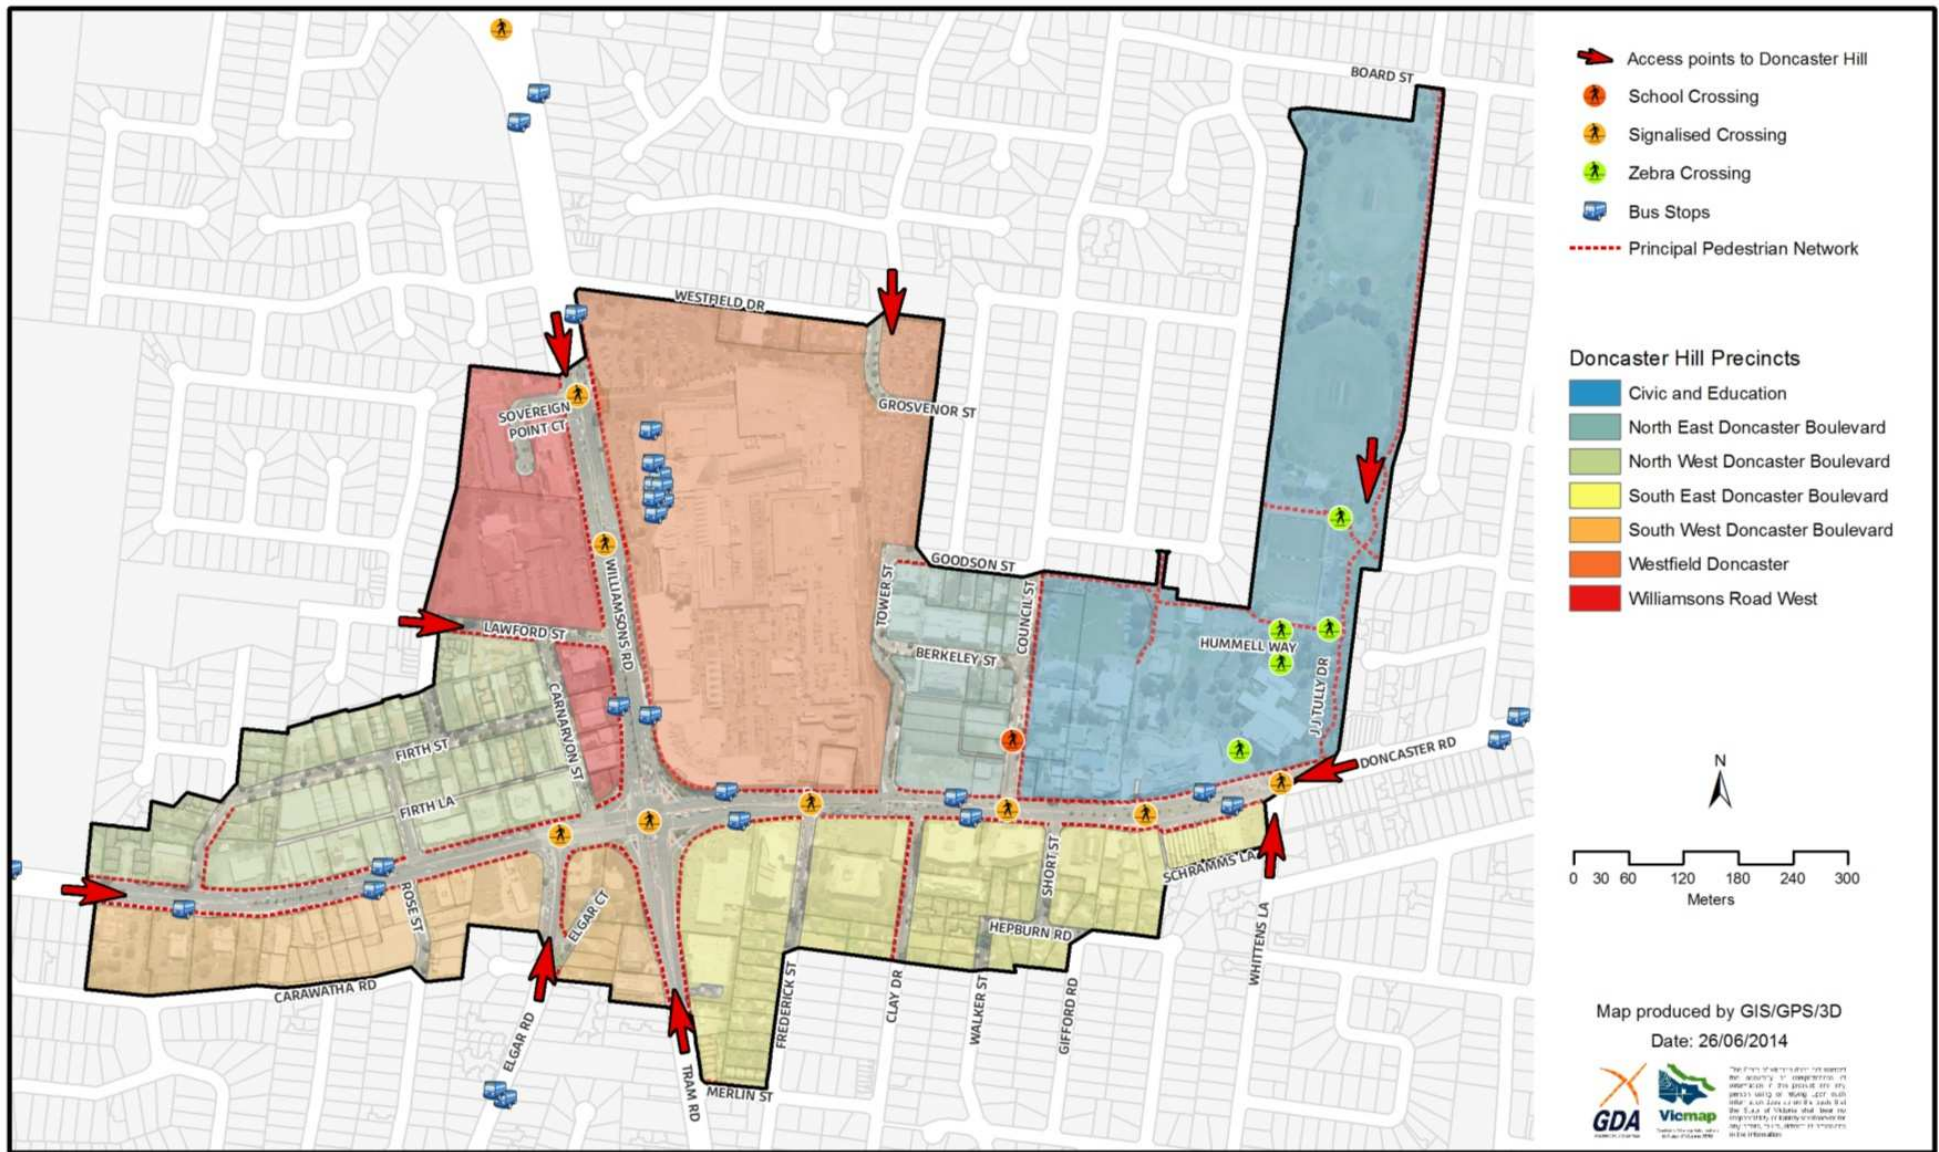 BOARD ST
WESTFIELD DR
GROSVENOR ST
SOVEREIGN
POINT CT
WILLIAMSONS RD
GOODSON ST
TOWER ST
COUNCIL ST
BERKELEY ST
LAWFORD ST
HUMMELL WAY
J J TULLY DR
CARNARVON ST
FIRTH ST
FIRTH LA
DONCASTER RD
ROSE ST
ELGAR CT
SHORT ST
SCHRAMMS LA
HEPBURN RD
CARAWATHA RD
ELGAR RD
TRAM RD
MERLIN ST
FREDERICK ST
CLAY DR
WALKER ST
GIFFORD RD
WHITTENS LA
Access points to Doncaster Hill
School Crossing
Signalised Crossing
Zebra Crossing
Bus Stops
Principal Pedestrian Network
Doncaster Hill Precincts
Civic and Education
North East Doncaster Boulevard
North West Doncaster Boulevard
South East Doncaster Boulevard
South West Doncaster Boulevard
Westfield Doncaster
Williamsons Road West
N
0 30 60 120 180 240 300
Meters
Map produced by GIS/GPS/3D
Date: 26/06/2014
GDA
Vicmap